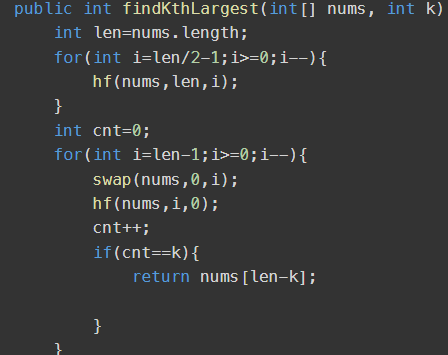 public int findKthLargest(int[] nums, int k)
int len=nums.length;
for(int i=len/2-1;i>=0;i--){
hf(nums,len,i);
}
int cnt=0;
for(int i=len-1;i>=0;i--){
swap(nums,0,i);
hf(nums,i,0);
cnt++;
if(cnt==k){
return nums[len-k];
}
}